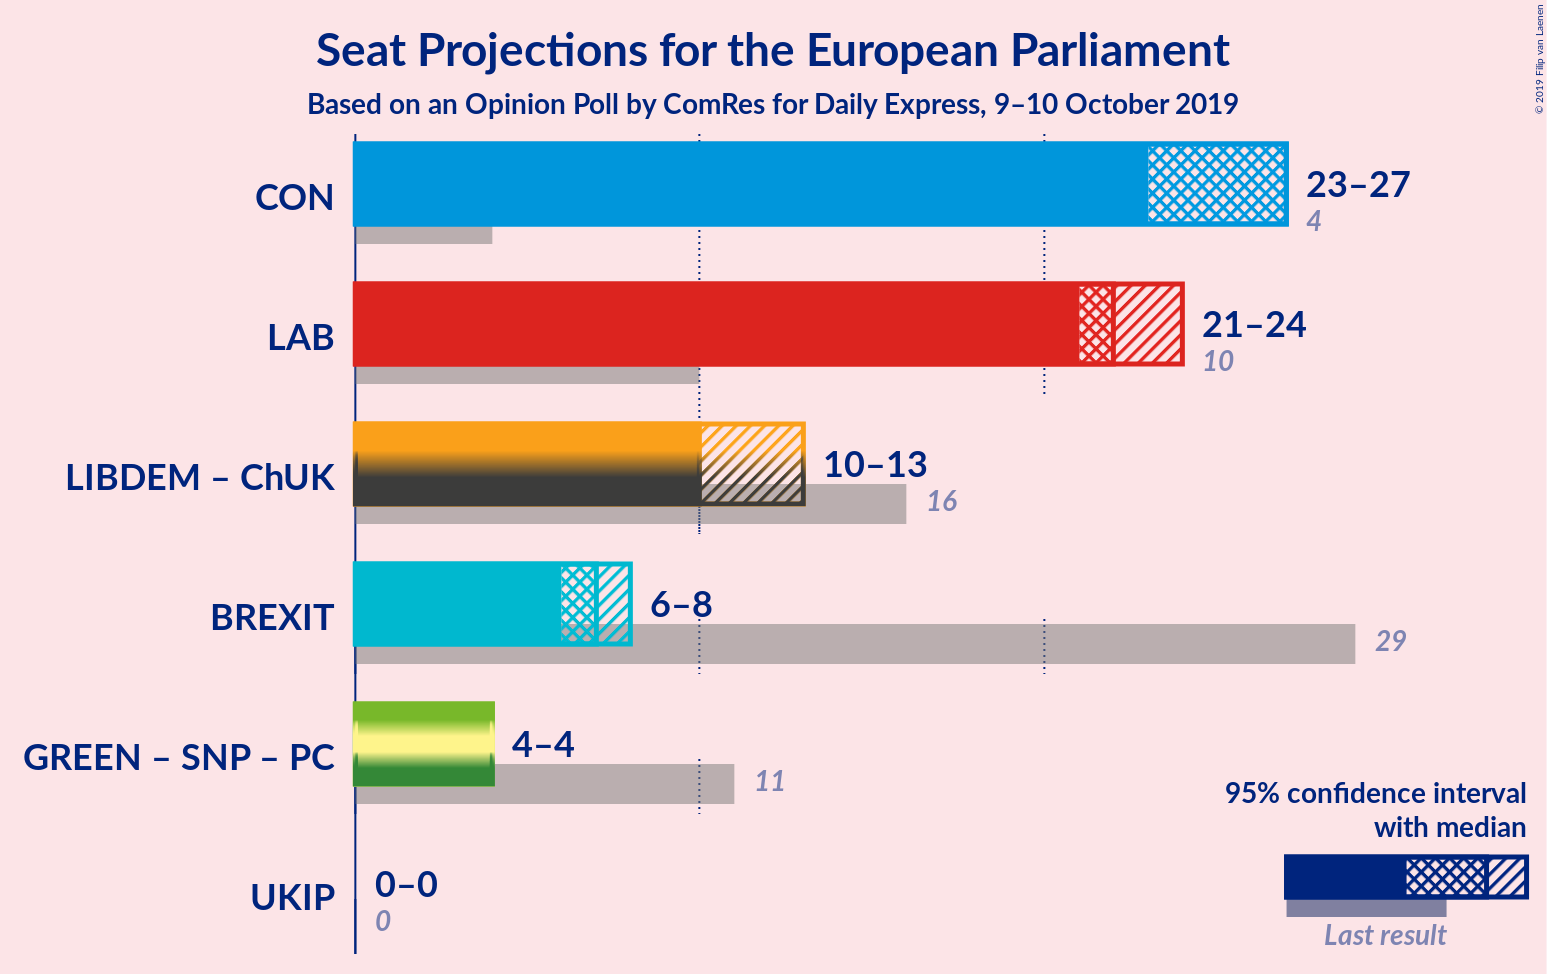 Seat Projections for the European Parliament
Based on an Opinion Poll by ComRes for Daily Express, 9–10 October 2019
© 2019 Filip van Laenen
CON
23–27
4
LAB
21–24
10
LIBDEM – ChUK
10–13
16
BREXIT
6–8
29
GREEN – SNP – PC
4–4
11
UKIP
0–0
0
95% confidence interval
with median
Last result